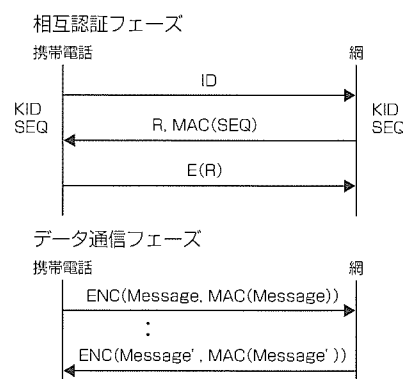 相互認証フェーズ
携帯電話 網
ID
KID KID
SEQ SEQ
R, MAC(SEQ)
E(R)
データ通信フェーズ
携帯電話 網
ENC(Message, MAC(Message))
:
ENC(Message', MAC(Message'))